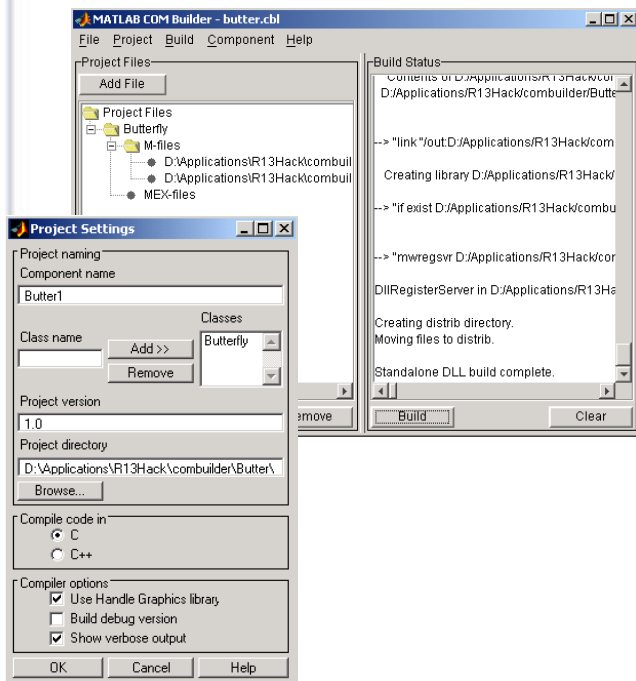 MATLAB COM Builder - butter.cbl
File Project Build Component Help
Project Files
Add File
Project Files
Butterfly
M-files
D:\Applications\R13Hack\combuil
D:\Applications\R13Hack\combuil
MEX-files
Build Status
Contents of D:/Applications/R13Hack/com
D:/Applications/R13Hack/combuilder/Butte
--> "link "/out:D:/Applications/R13Hack/com
Creating library D:/Applications/R13Hack/
--> "if exist D:/Applications/R13Hack/combu
--> "mwregsvr D:/Applications/R13Hack/com
DllRegisterServer in D:/Applications/R13Ha
Creating distrib directory.
Moving files to distrib.
Standalone DLL build complete.
Build
Clear
Project Settings
Project naming
Component name
Butter1
Classes
Class name
Add >>
Butterfly
Remove
Project version
1.0
Project directory
D:\Applications\R13Hack\combuilder\Butter\
Browse...
Compile code in
C
C++
Compiler options
Use Handle Graphics library
Build debug version
Show verbose output
OK Cancel Help